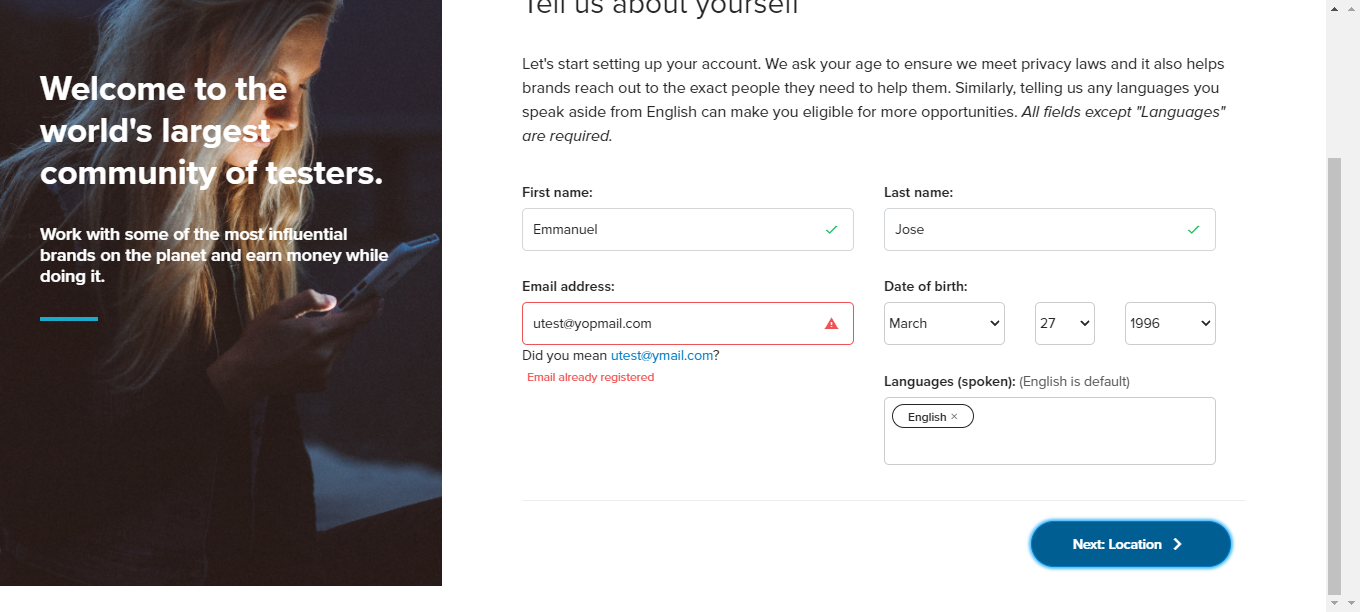 Welcome to the
world's largest
community of testers.
Work with some of the most influential
brands on the planet and earn money while
doing it.
Tell us about yourself
Let's start setting up your account. We ask your age to ensure we meet privacy laws and it also helps
brands reach out to the exact people they need to help them. Similarly, telling us any languages you
speak aside from English can make you eligible for more opportunities. All fields except "Languages"
are required.
First name:
Last name:
Emmanuel
Jose
Email address:
Date of birth:
utest@yopmail.com
March
27
1996
Did you mean utest@ymail.com?
Email already registered
Languages (spoken): (English is default)
English ×
Next: Location